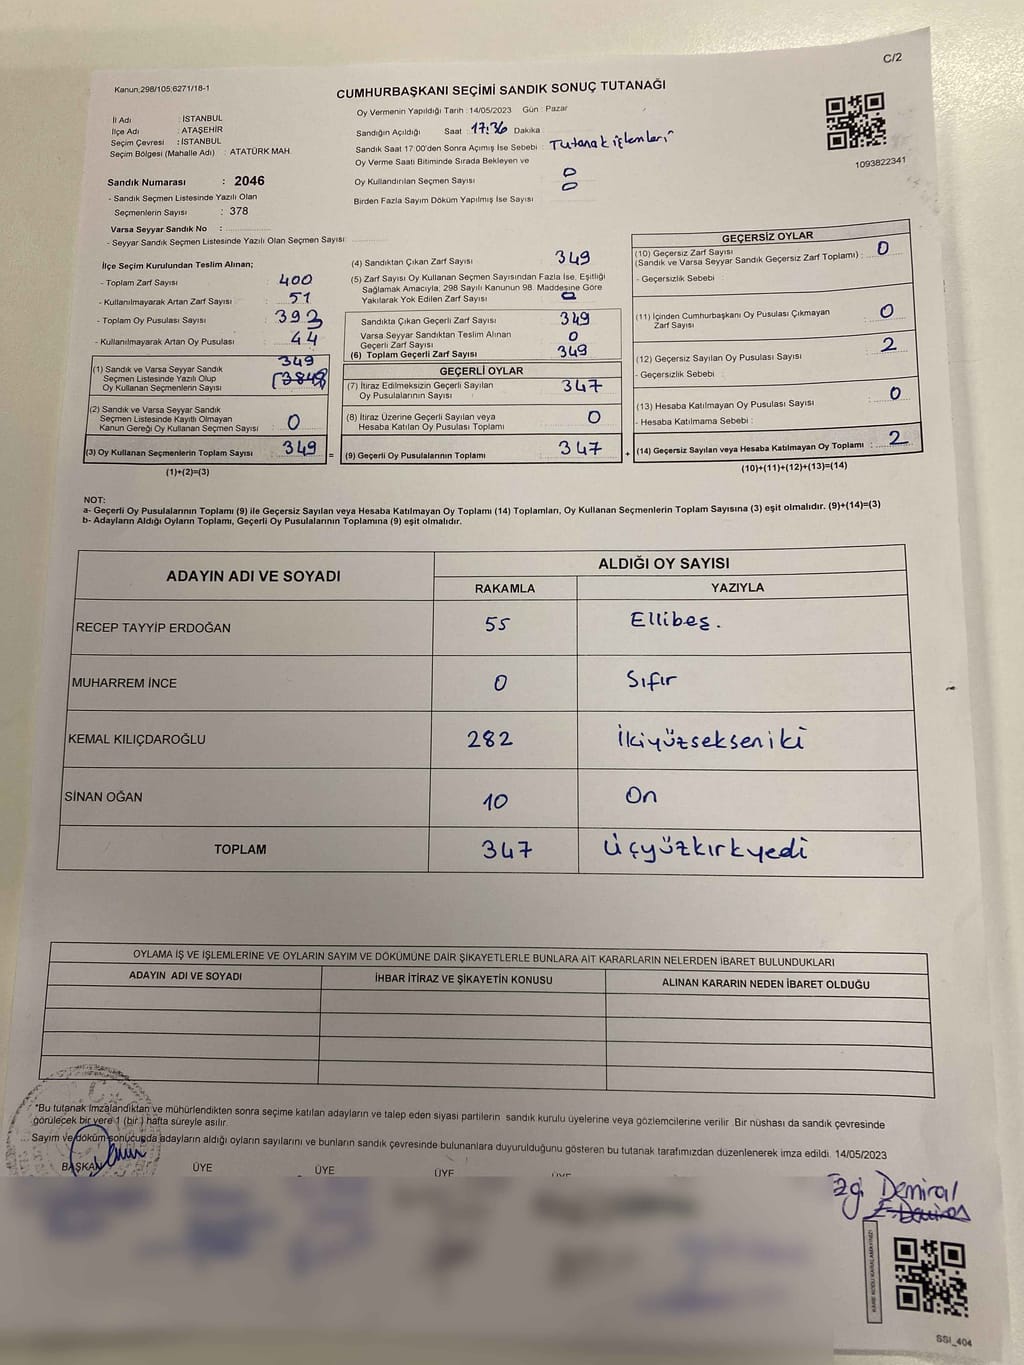 C/2
Kanun,298/105;6271/18-1
CUMHURBAŞKANI SEÇİMİ SANDIK SONUÇ TUTANAĞI
1093822341
İl Adı : İSTANBUL
İlçe Adı : ATAŞEHİR
Seçim Çevresi : İSTANBUL
Seçim Bölgesi (Mahalle Adı) : ATATÜRK MAH.
Oy Vermenin Yapıldığı Tarih : 14/05/2023 Gün : Pazar
Sandığın Açıldığı Saat : 17:36 Dakika
Sandık Saat 17:00'den Sonra Açımış İse Sebebi : Tutanak işlemleri
Oy Verme Saati Bitiminde Sırada Bekleyen ve
Oy Kullandırılan Seçmen Sayısı 0
Birden Fazla Sayım Döküm Yapılmış İse Sayısı 0
Sandık Numarası : 2046
- Sandık Seçmen Listesinde Yazılı Olan
Seçmenlerin Sayısı : 378
Varsa Seyyar Sandık No :
- Seyyar Sandık Seçmen Listesinde Yazılı Olan Seçmen Sayısı:
İlçe Seçim Kurulundan Teslim Alınan;
- Toplam Zarf Sayısı : 400
- Kullanılmayarak Artan Zarf Sayısı : 51
- Toplam Oy Pusulası Sayısı : 393
- Kullanılmayarak Artan Oy Pusulası : 44
349
(1) Sandık ve Varsa Seyyar Sandık
Seçmen Listesinde Yazılı Olup
Oy Kullanan Seçmenlerin Sayısı
(2) Sandık ve Varsa Seyyar Sandık
Seçmen Listesinde Kayıtlı Olmayan
Kanun Gereği Oy Kullanan Seçmen Sayısı : 0
(3) Oy Kullanan Seçmenlerin Toplam Sayısı 349 =
(1)+(2)=(3)
(4) Sandıktan Çıkan Zarf Sayısı 349
(5) Zarf Sayısı Oy Kullanan Seçmen Sayısından Fazla İse, Eşitliği
Sağlamak Amacıyla, 298 Sayılı Kanunun 98. Maddesine Göre
Yakılarak Yok Edilen Zarf Sayısı 0
Sandıkta Çıkan Geçerli Zarf Sayısı 349
Varsa Seyyar Sandıktan Teslim Alınan
Geçerli Zarf Sayısı 0
(6) Toplam Geçerli Zarf Sayısı 349
GEÇERLİ OYLAR
(7) İtiraz Edilmeksizin Geçerli Sayılan
Oy Pusulalarının Sayısı 347
(8) İtiraz Üzerine Geçerli Sayılan veya
Hesaba Katılan Oy Pusulası Toplamı 0
(9) Geçerli Oy Pusulalarının Toplamı 347 +
GEÇERSİZ OYLAR
(10) Geçersiz Zarf Sayısı
(Sandık ve Varsa Seyyar Sandık Geçersiz Zarf Toplamı) : 0
- Geçersizlik Sebebi :
(11) İçinden Cumhurbaşkanı Oy Pusulası Çıkmayan
Zarf Sayısı : 0
(12) Geçersiz Sayılan Oy Pusulası Sayısı : 2
- Geçersizlik Sebebi :
(13) Hesaba Katılmayan Oy Pusulası Sayısı : 0
- Hesaba Katılmama Sebebi :
(14) Geçersiz Sayılan veya Hesaba Katılmayan Oy Toplamı : 2
(10)+(11)+(12)+(13)=(14)
NOT:
a- Geçerli Oy Pusulalarının Toplamı (9) ile Geçersiz Sayılan veya Hesaba Katılmayan Oy Toplamı (14) Toplamları, Oy Kullanan Seçmenlerin Toplam Sayısına (3) eşit olmalıdır. (9)+(14)=(3)
b- Adayların Aldığı Oyların Toplamı, Geçerli Oy Pusulalarının Toplamına (9) eşit olmalıdır.
ADAYIN ADI VE SOYADI
ALDIĞI OY SAYISI
RAKAMLA YAZIYLA
RECEP TAYYİP ERDOĞAN 55 Ellibeş.
MUHARREM İNCE 0 Sıfır
KEMAL KILIÇDAROĞLU 282 İkiyüzsekseniki
SİNAN OĞAN 10 On
TOPLAM 347 Üçyüzkırkyedi
OYLAMA İŞ VE İŞLEMLERİNE VE OYLARIN SAYIM VE DÖKÜMÜNE DAİR ŞİKAYETLERLE BUNLARA AİT KARARLARIN NELERDEN İBARET BULUNDUKLARI
ADAYIN ADI VE SOYADI İHBAR İTİRAZ VE ŞİKAYETİN KONUSU ALINAN KARARIN NEDEN İBARET OLDUĞU
"Bu tutanak imzalandıktan ve mühürlendikten sonra seçime katılan adayların ve talep eden siyasi partilerin sandık kurulu üyelerine veya gözlemcilerine verilir .Bir nüshası da sandık çevresinde
görülecek bir yere 1 (bir ) hafta süreyle asılır.
Sayım ve döküm sonucunda adayların aldığı oyların sayılarını ve bunların sandık çevresinde bulunanlara duyurulduğunu gösteren bu tutanak tarafımızdan düzenlenerek imza edildi. 14/05/2023
BAŞKAN ÜYE ÜYE ÜYE
Demiral
SSI_404